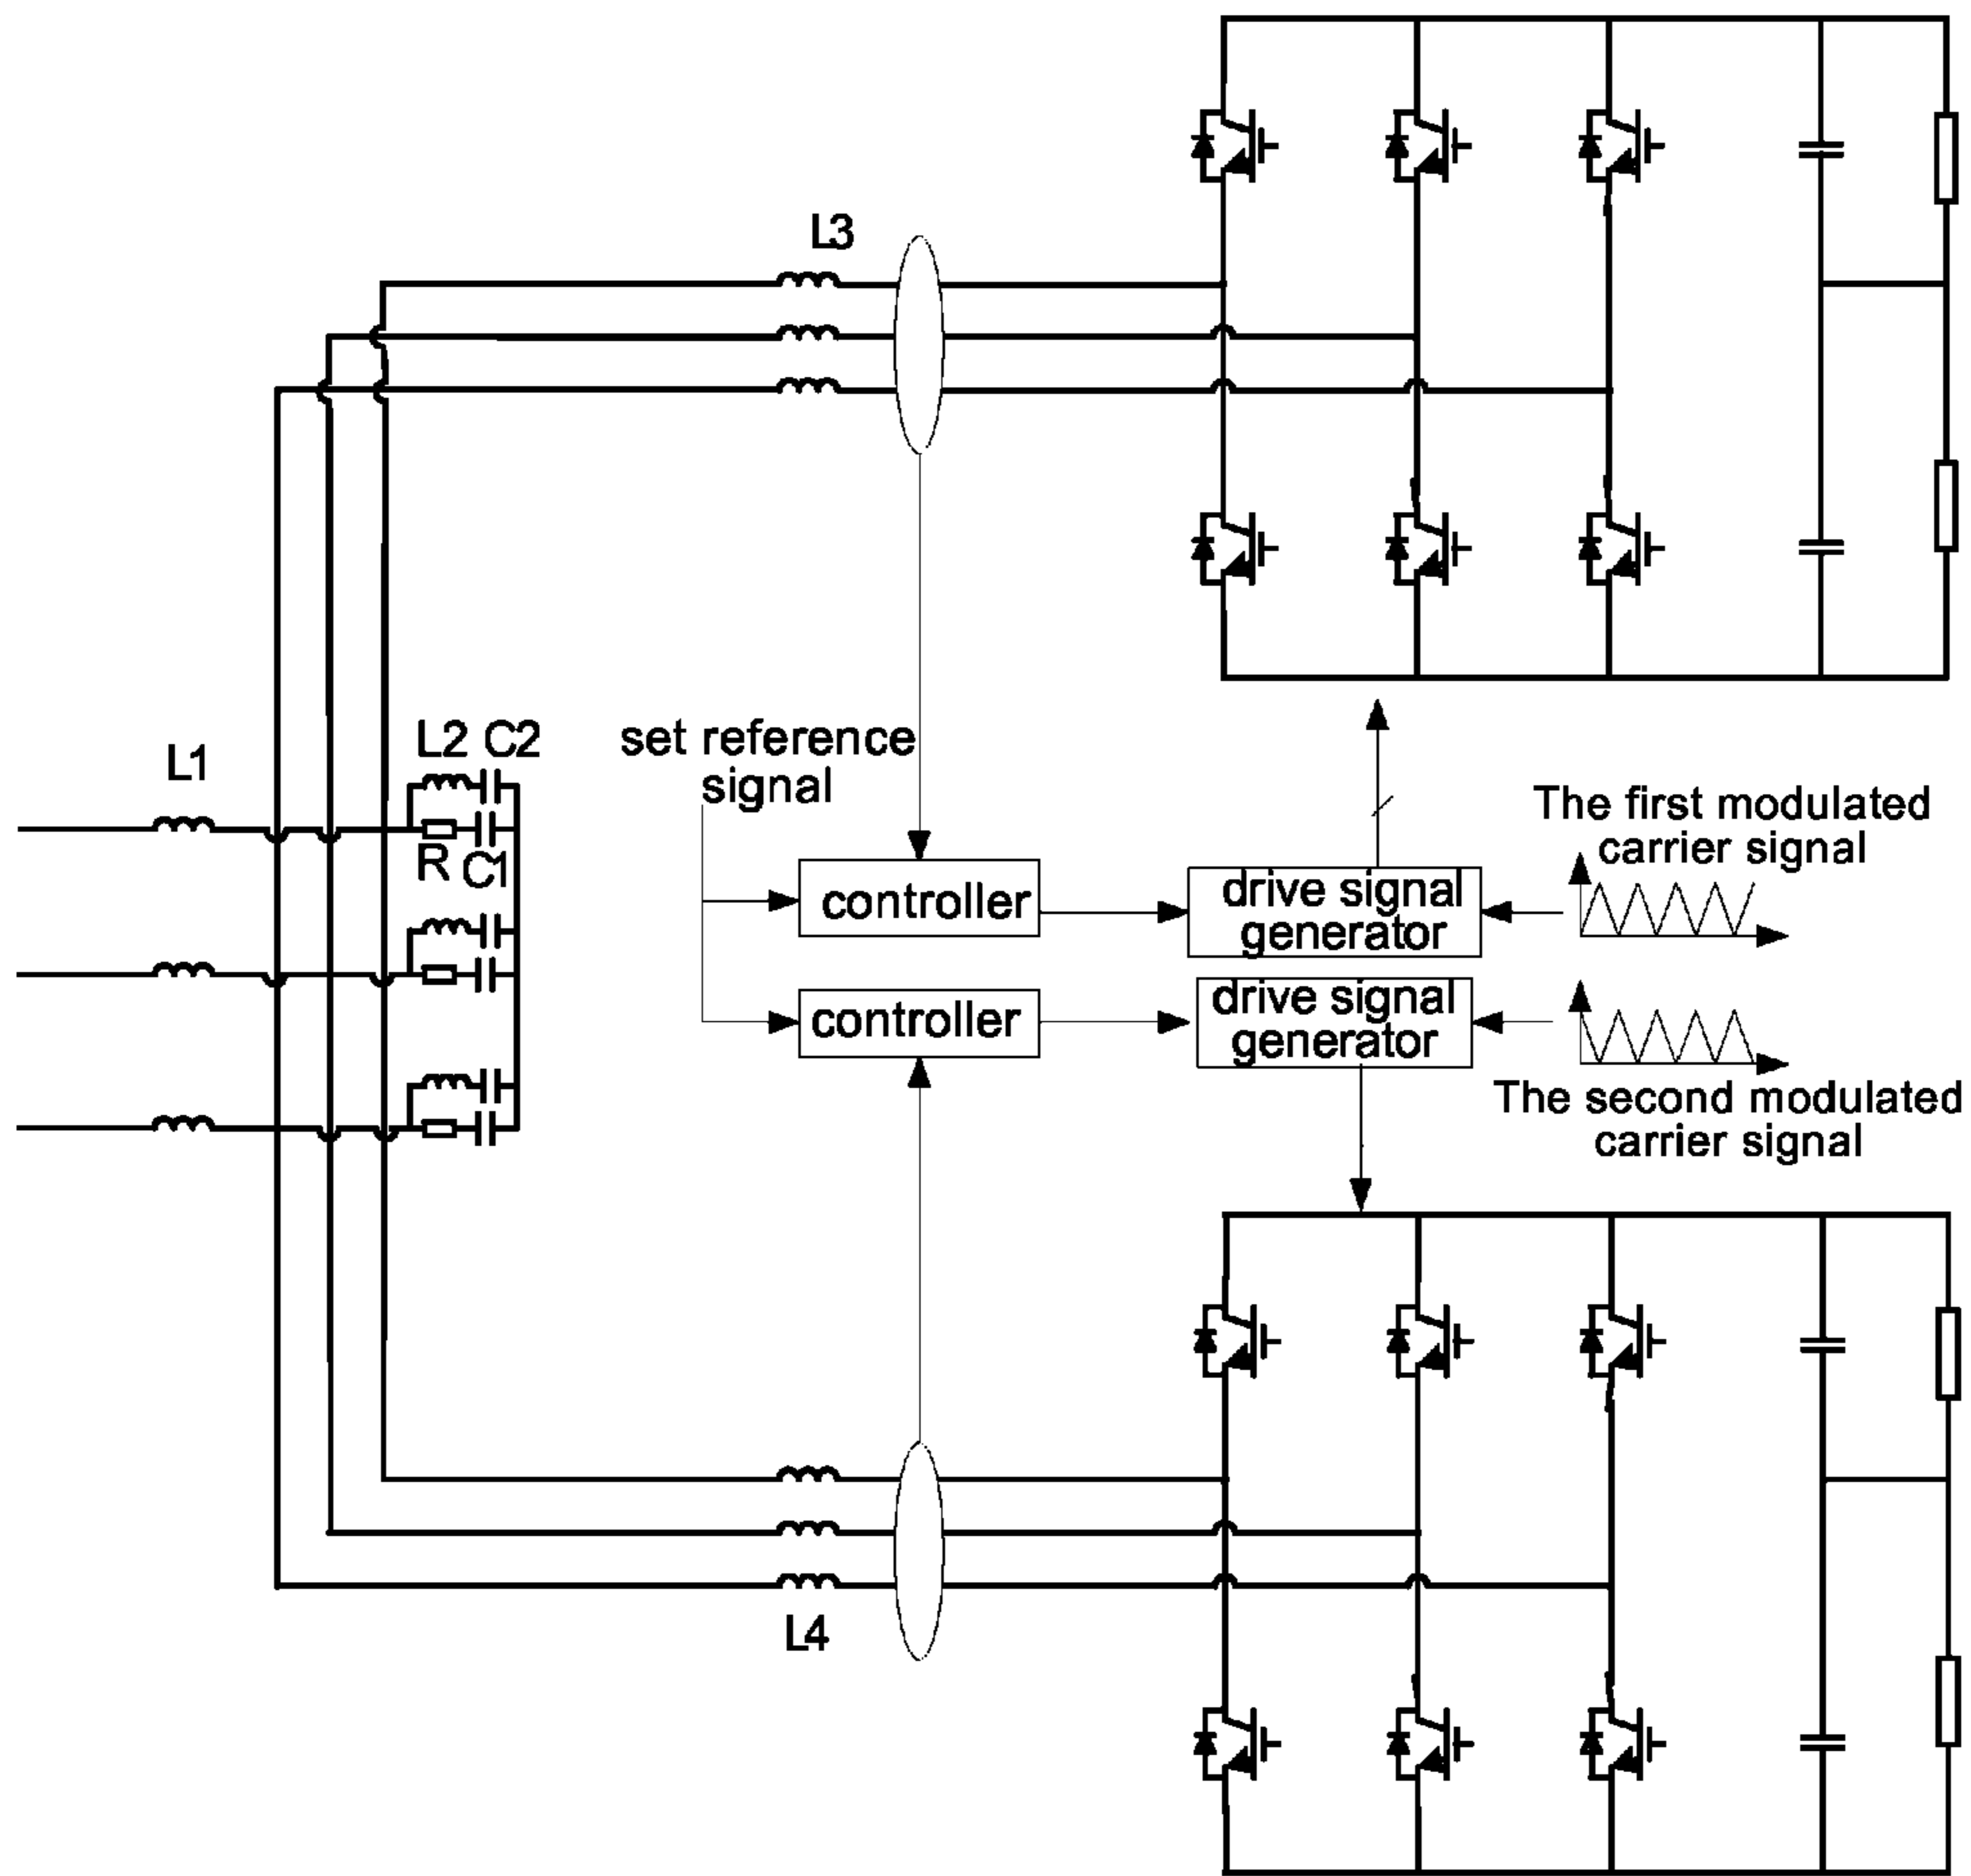 L3
set reference
signal
L1
L2 C2
R C1
controller
drive signal
generator
The first modulated
carrier signal
controller
drive signal
generator
The second modulated
carrier signal
L4